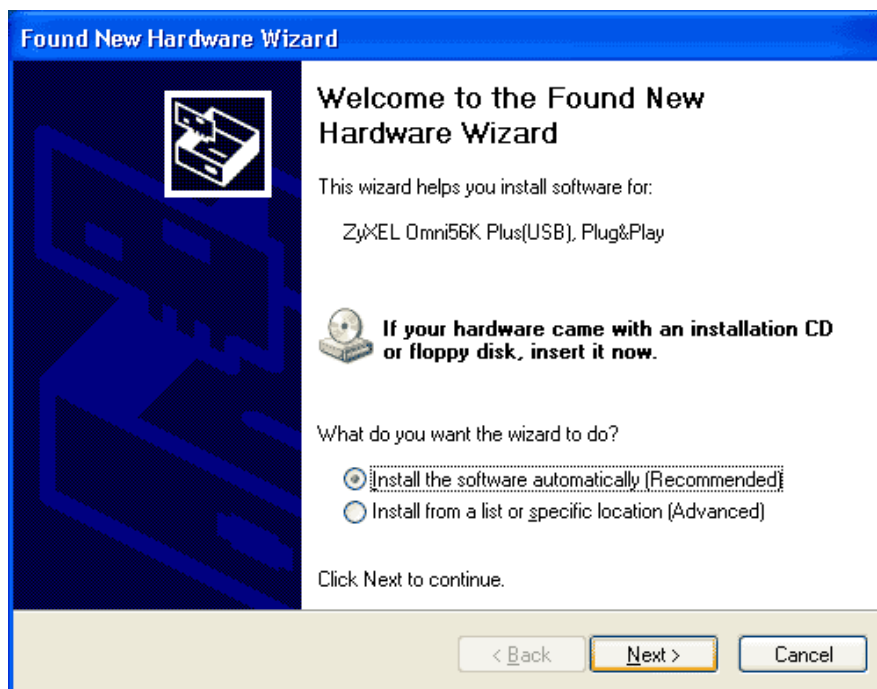 Found New Hardware Wizard
Welcome to the Found New
Hardware Wizard
This wizard helps you install software for:
ZyXEL Omni56K Plus(USB), Plug&Play
If your hardware came with an installation CD
or floppy disk, insert it now.
What do you want the wizard to do?
Install the software automatically (Recommended)
Install from a list or specific location (Advanced)
Click Next to continue.
< Back Next > Cancel